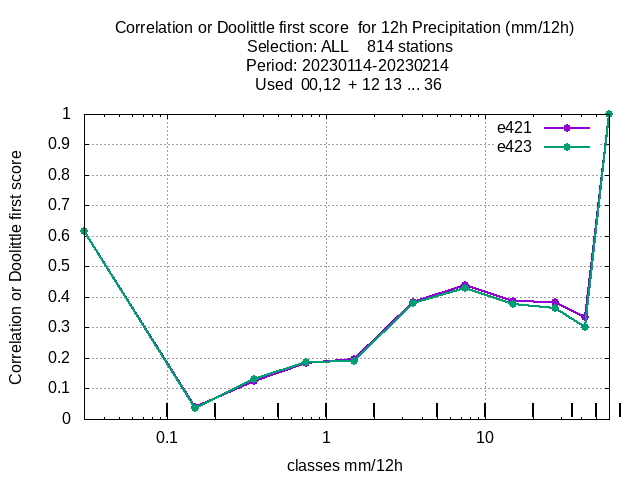 Correlation or Doolittle first score  for 12h Precipitation (mm/12h)
Selection: ALL    814 stations
Period: 20230114-20230214
Used  00,12  + 12 13 ... 36
e421
e423
1
0.9
0.8
0.7
0.6
0.5
0.4
0.3
0.2
0.1
0
Correlation or Doolittle first score
0.1 1 10
classes mm/12h